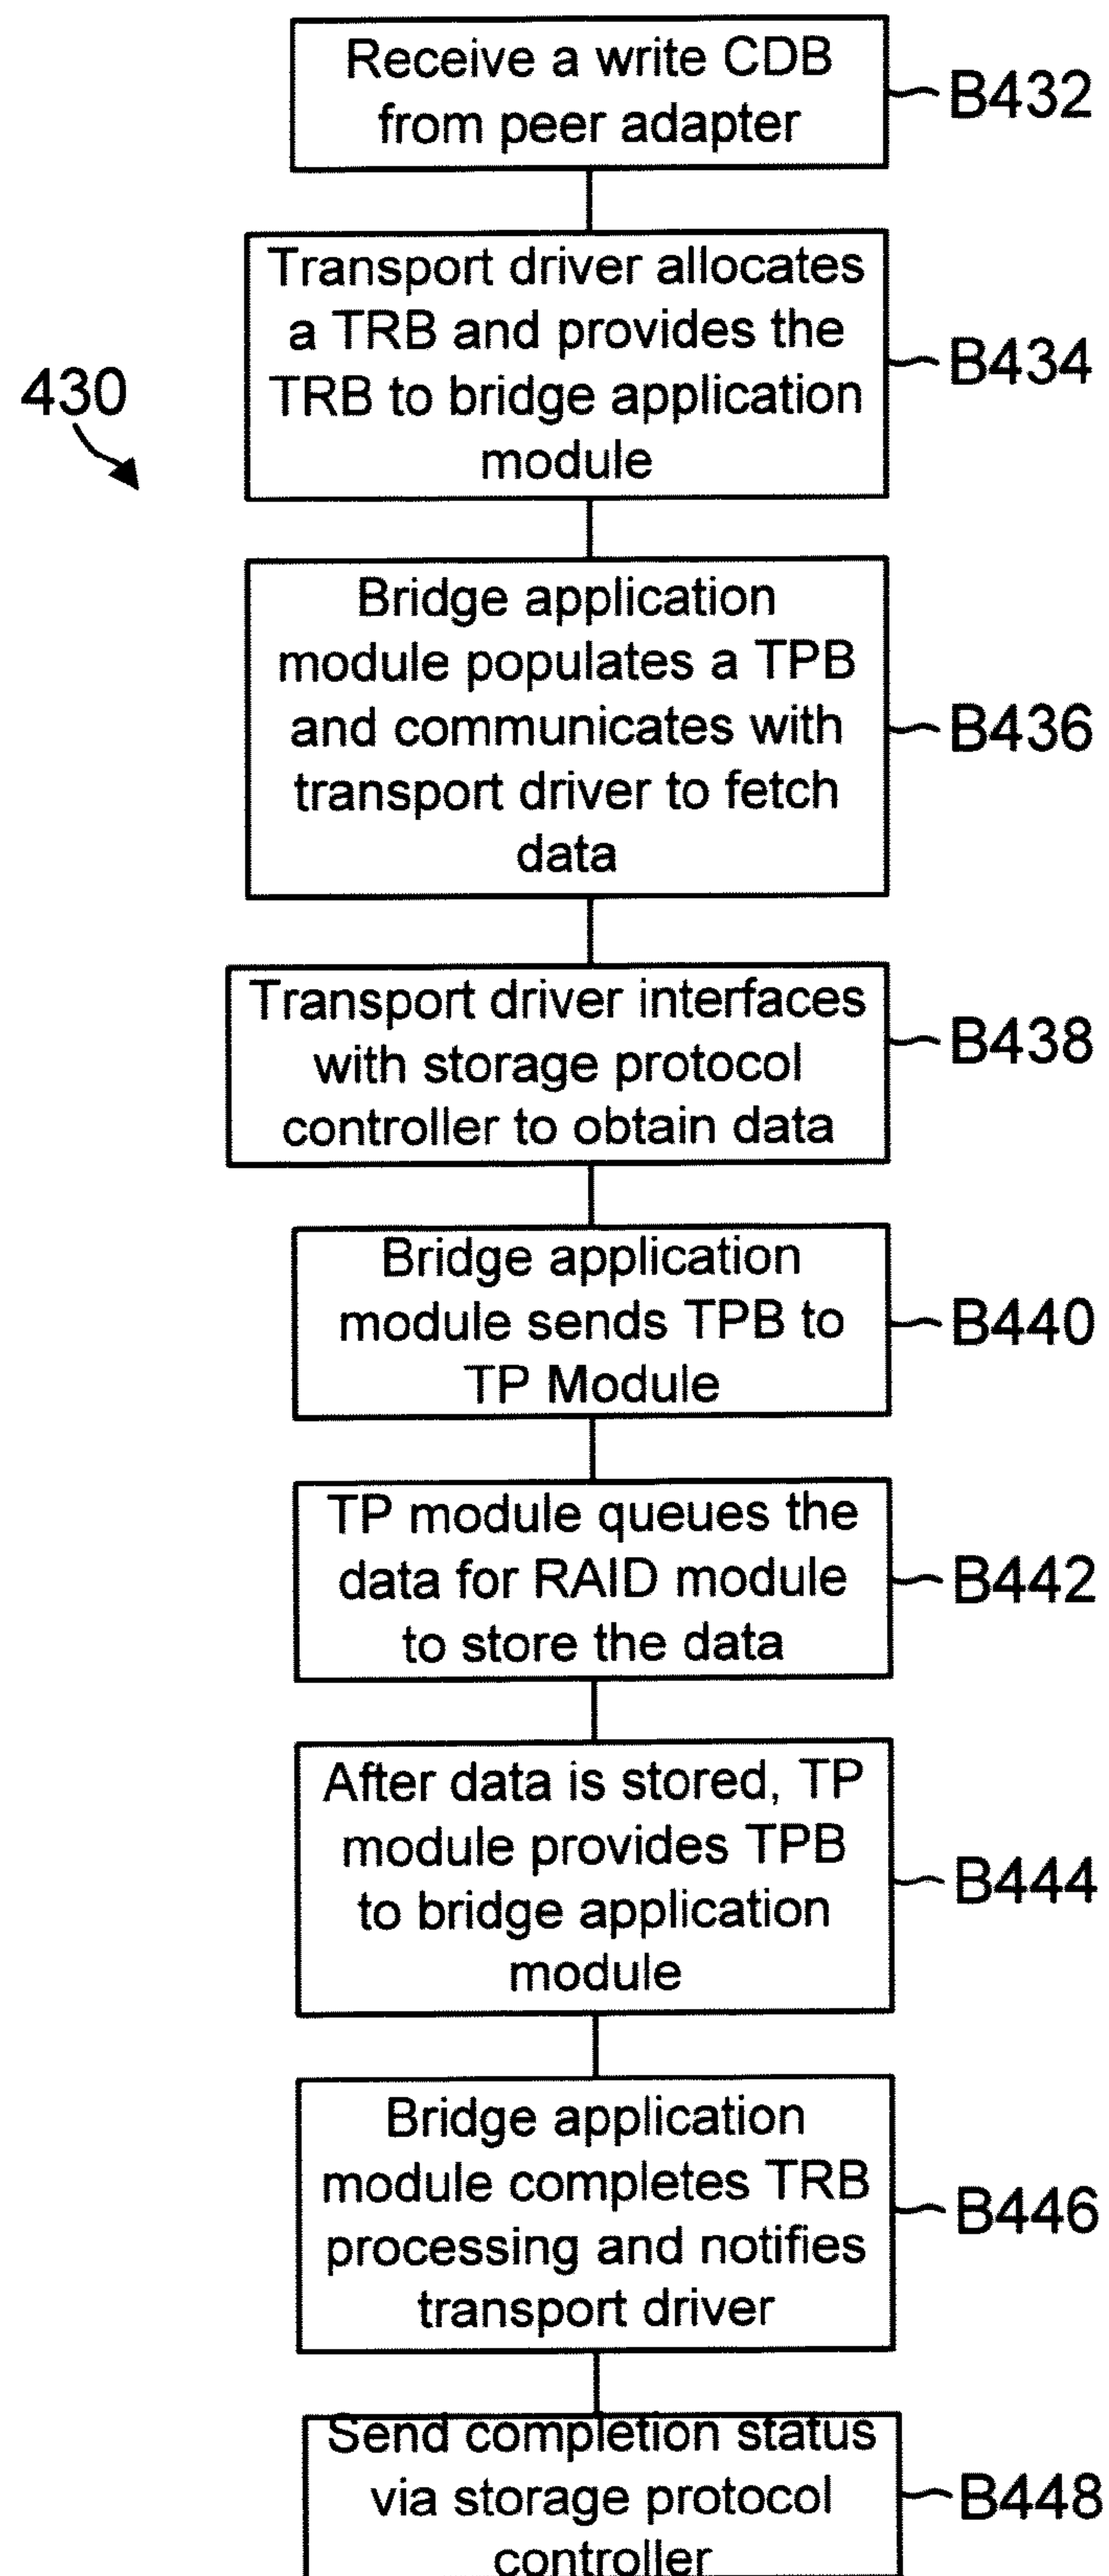 Receive a write CDB
from peer adapter
B432
Transport driver allocates
a TRB and provides the
TRB to bridge application
module
B434
430
Bridge application
module populates a TPB
and communicates with
transport driver to fetch
data
B436
Transport driver interfaces
with storage protocol
controller to obtain data
B438
Bridge application
module sends TPB to
TP Module
B440
TP module queues the
data for RAID module
to store the data
B442
After data is stored, TP
module provides TPB
to bridge application
module
B444
Bridge application
module completes TRB
processing and notifies
transport driver
B446
Send completion status
via storage protocol
controller
B448